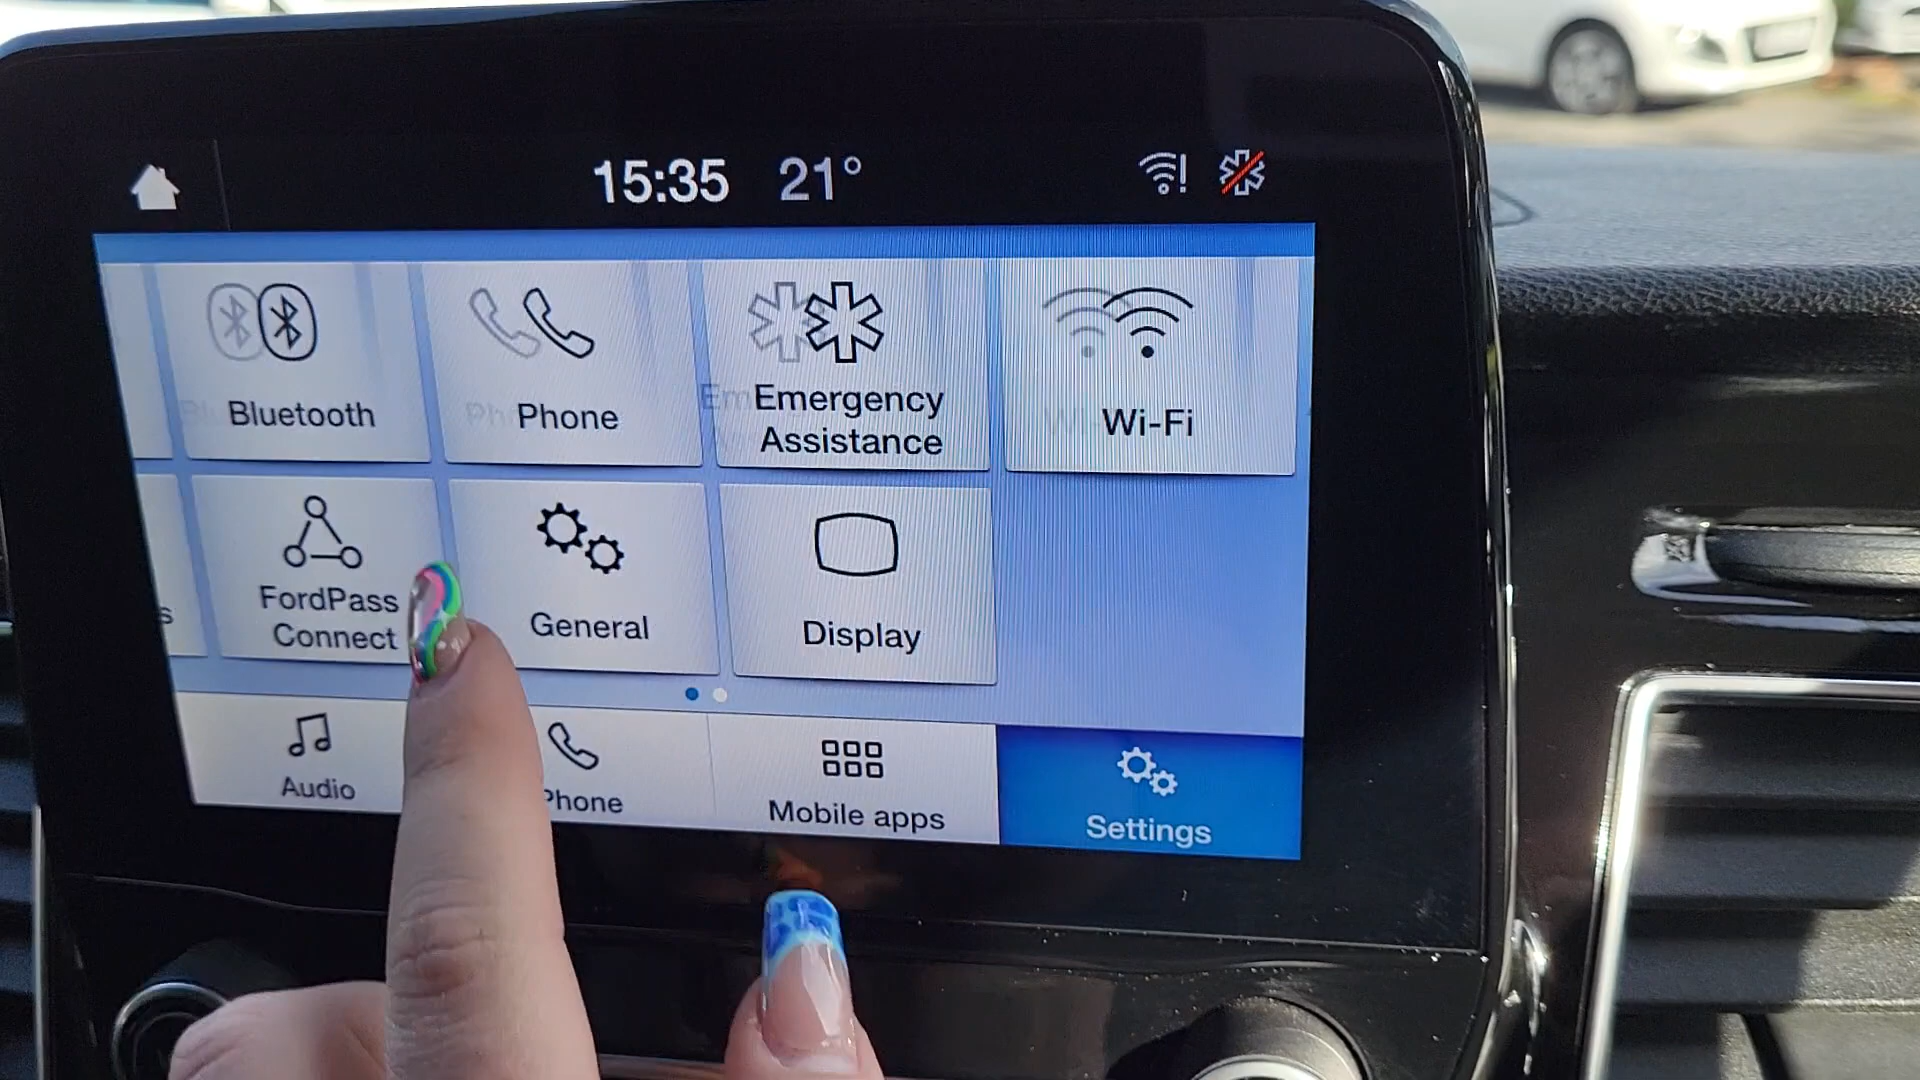 15:35 21°
Bluetooth
Phone
Emergency
Assistance
Wi-Fi
s
FordPass
Connect
General
Display
Audio
Phone
Mobile apps
Settings